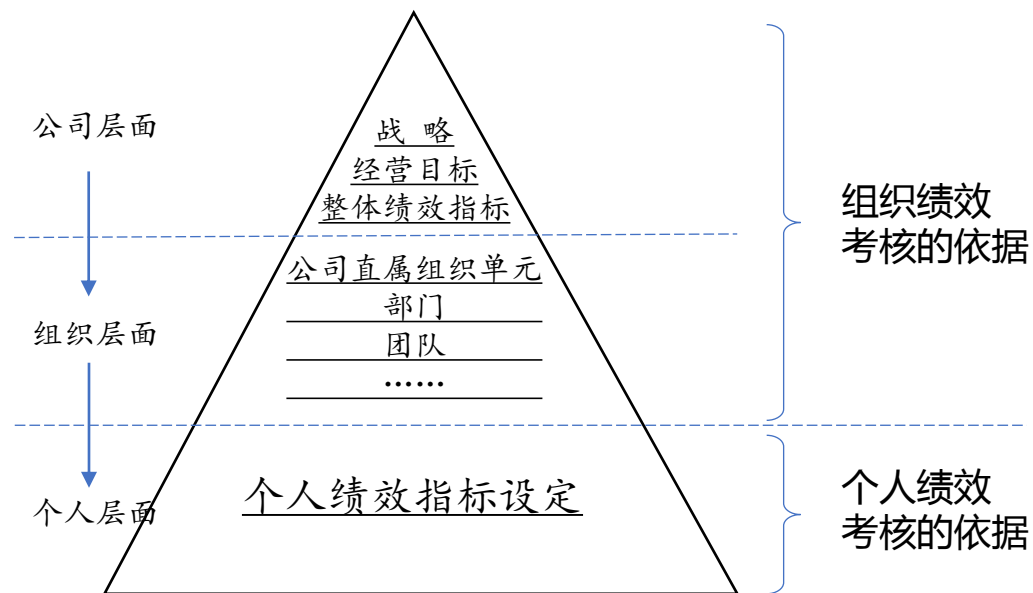 公司层面
战 略
经营目标
整体绩效指标
组织绩效
考核的依据
公司直属组织单元
部门
团队
……
组织层面
个人层面
个人绩效指标设定
个人绩效
考核的依据